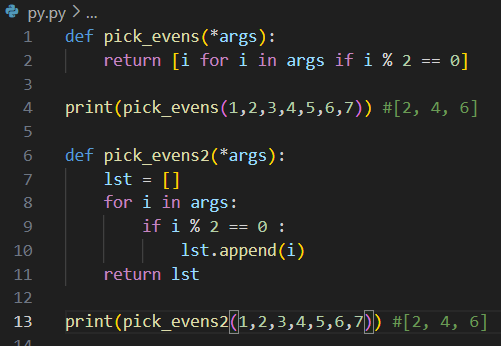 py.py > ...
1 def pick_evens(*args):
2     return [i for i in args if i % 2 == 0]
3
4 print(pick_evens(1,2,3,4,5,6,7)) #[2, 4, 6]
5
6 def pick_evens2(*args):
7     lst = []
8     for i in args:
9         if i % 2 == 0 :
10             lst.append(i)
11     return lst
12
13 print(pick_evens2(1,2,3,4,5,6,7)) #[2, 4, 6]
14